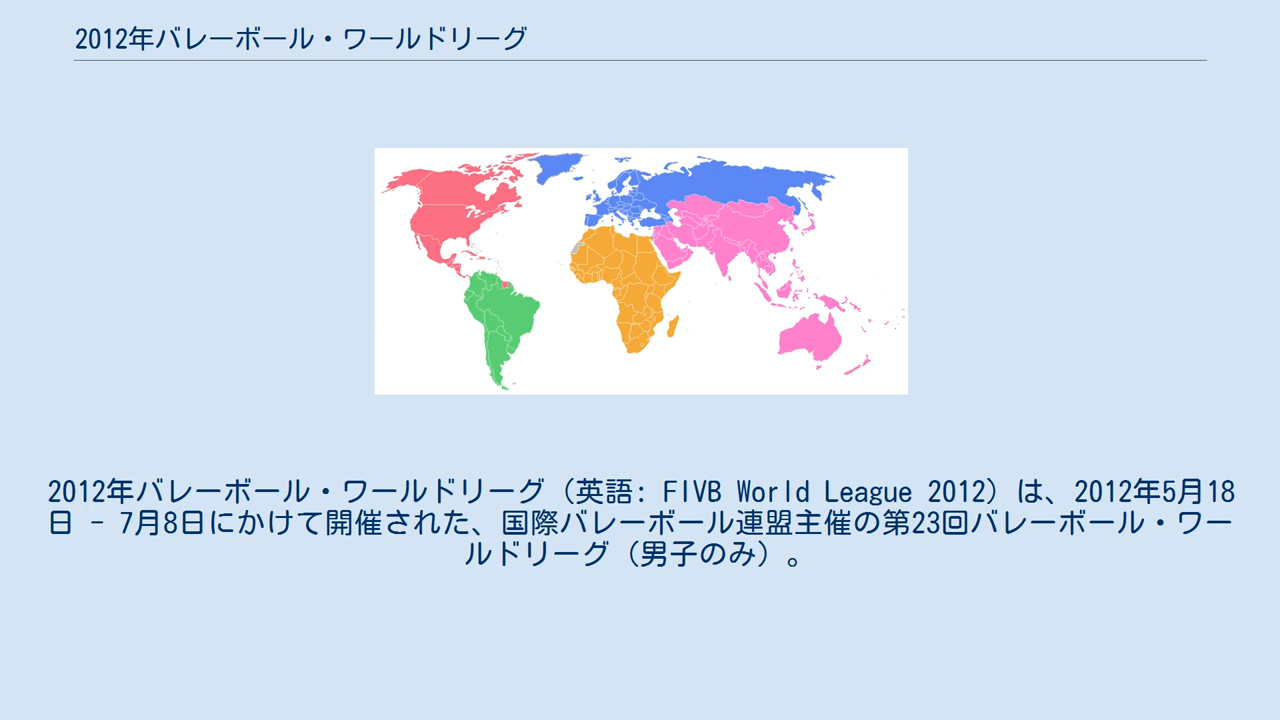 2012年バレーボール・ワールドリーグ
2012年バレーボール・ワールドリーグ（英語: FIVB World League 2012）は、2012年5月18
日 - 7月8日にかけて開催された、国際バレーボール連盟主催の第23回バレーボール・ワー
ルドリーグ（男子のみ）。